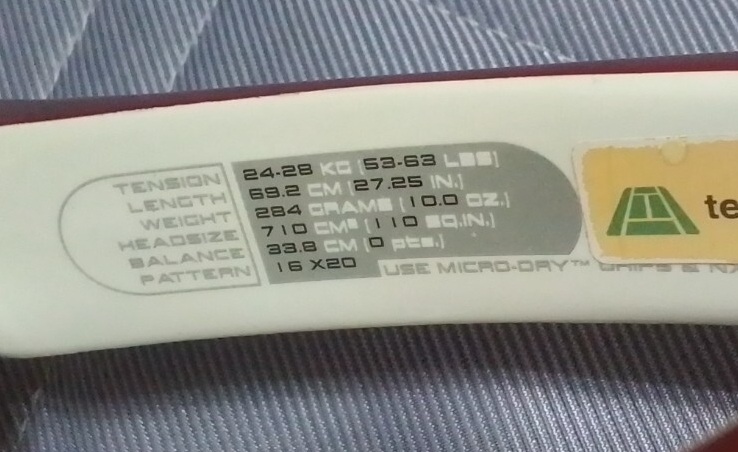 TENSION 24-28 KG [53-63 LBS]
LENGTH 69.2 CM [27.25 IN.]
WEIGHT 284 GRAMS [10.0 OZ.]
HEADSIZE 710 CM² [110 SQ.IN.]
BALANCE 33.8 CM [0 pts.]
PATTERN 16 X20
USE MICRO-DRY™ GRIPS & NX
te